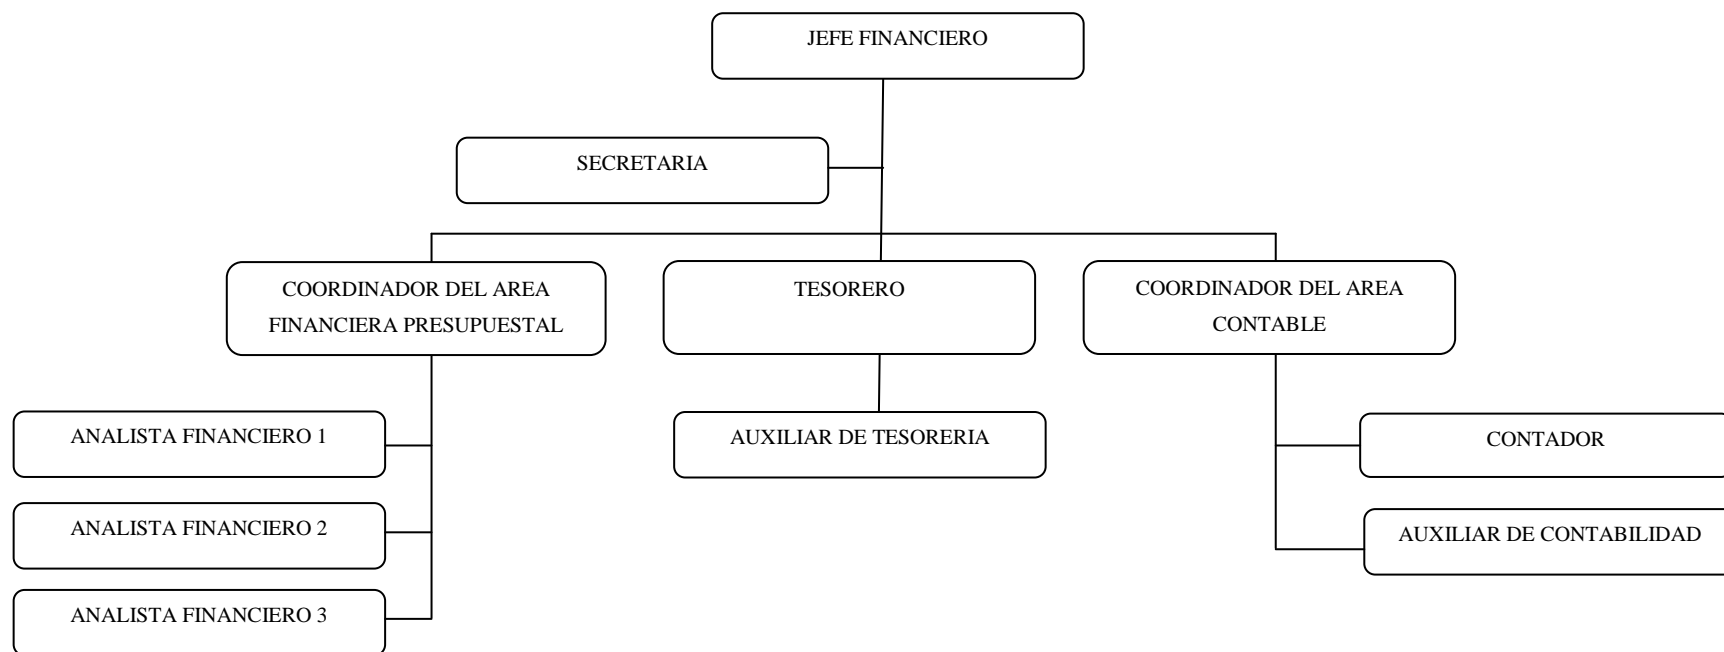 JEFE FINANCIERO
SECRETARIA
COORDINADOR DEL AREA
FINANCIERA PRESUPUESTAL
TESORERO
COORDINADOR DEL AREA
CONTABLE
ANALISTA FINANCIERO 1
AUXILIAR DE TESORERIA
CONTADOR
ANALISTA FINANCIERO 2
AUXILIAR DE CONTABILIDAD
ANALISTA FINANCIERO 3